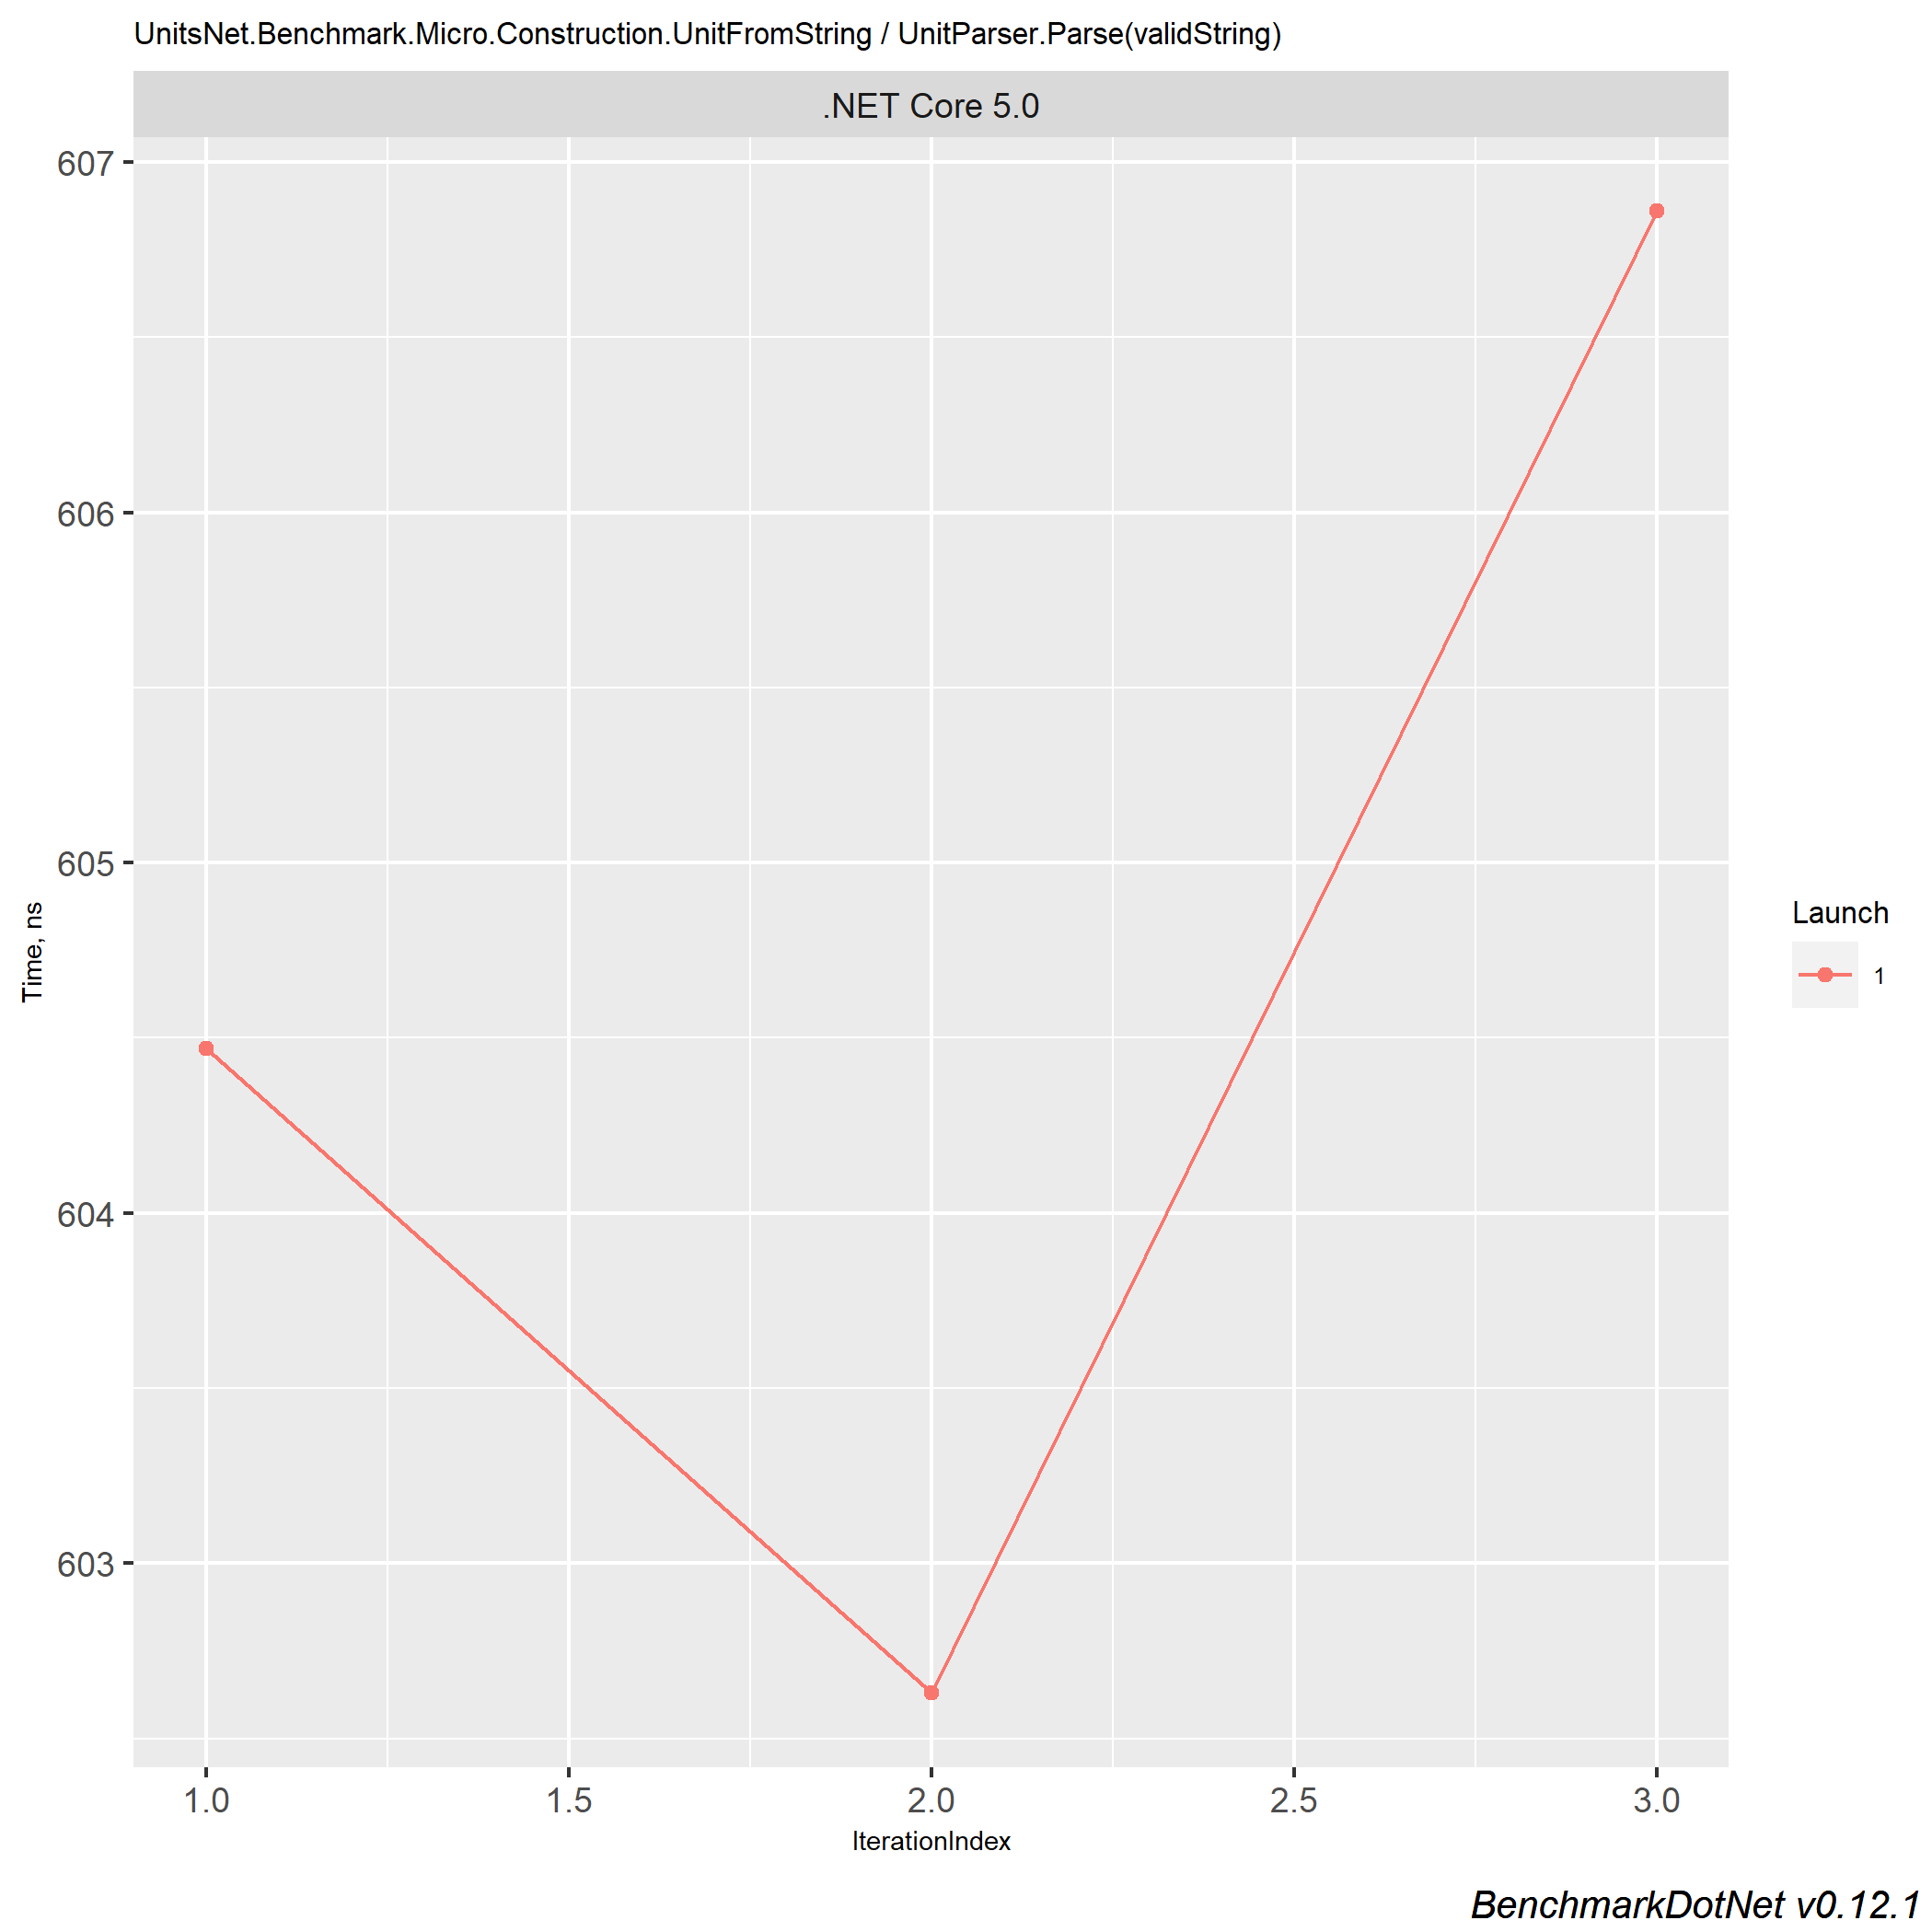 UnitsNet.Benchmark.Micro.Construction.UnitFromString / UnitParser.Parse(validString)
.NET Core 5.0
607
606
605
604
603
Time, ns
1.0 1.5 2.0 2.5 3.0
IterationIndex
Launch
1
BenchmarkDotNet v0.12.1